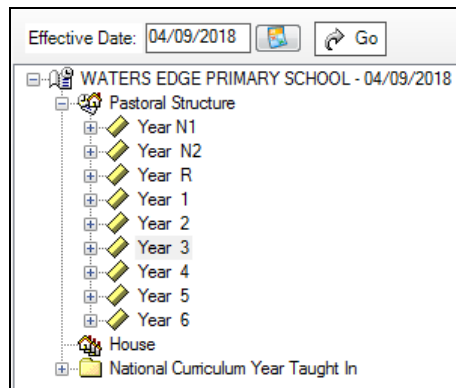 Effective Date: 04/09/2018 Go
WATERS EDGE PRIMARY SCHOOL - 04/09/2018
Pastoral Structure
Year N1
Year N2
Year R
Year 1
Year 2
Year 3
Year 4
Year 5
Year 6
House
National Curriculum Year Taught In